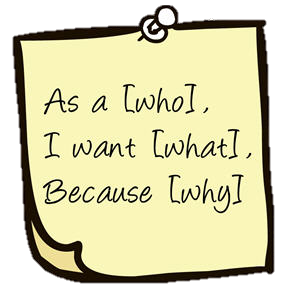 As a [who],
I want [what],
Because [why]